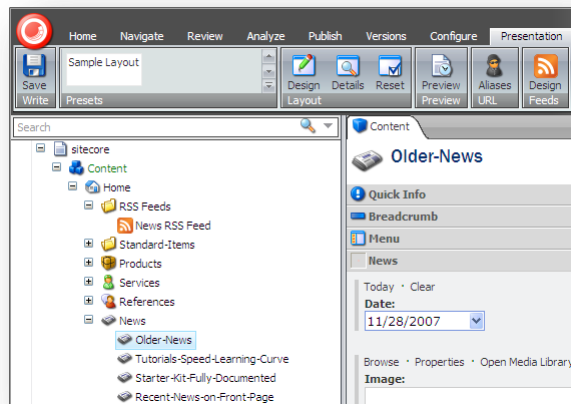 Home Navigate Review Analyze Publish Versions Configure Presentation
Sample Layout
Save
Design Details Reset Preview Aliases Design
Write Presets Layout Preview URL Feeds
Search
Content
sitecore
Content
Home
RSS Feeds
News RSS Feed
Standard-Items
Products
Services
References
News
Older-News
Tutorials-Speed-Learning-Curve
Starter-Kit-Fully-Documented
Recent-News-on-Front-Page
Older-News
Quick Info
Breadcrumb
Menu
News
Today · Clear
Date:
11/28/2007
Browse · Properties · Open Media Library
Image: